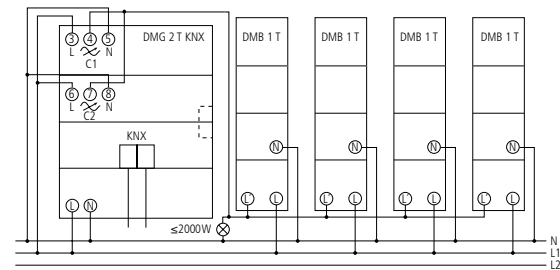 DMG 2 T KNX DMB 1 T DMB 1 T DMB 1 T DMB 1 T
3 4 5
L N
C1
6 7 8
L N
C2
KNX
N N N N
L N L' L L' L L' L L' L
≤2000W
N
L1
L2